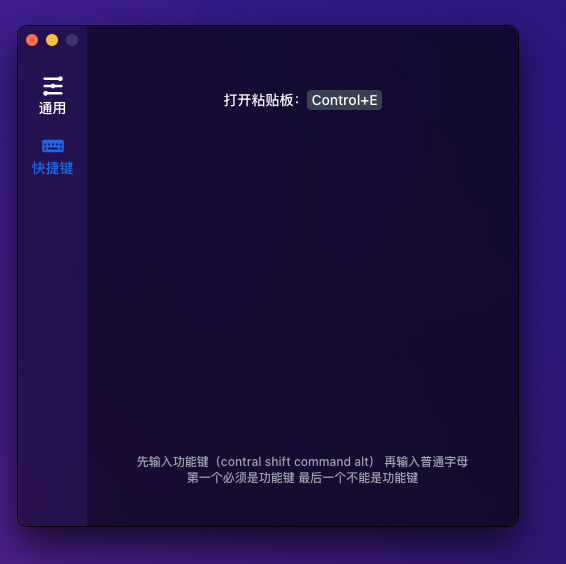 通用
快捷键
打开粘贴板：Control+E
先输入功能键（contral shift command alt） 再输入普通字母
第一个必须是功能键 最后一个不能是功能键